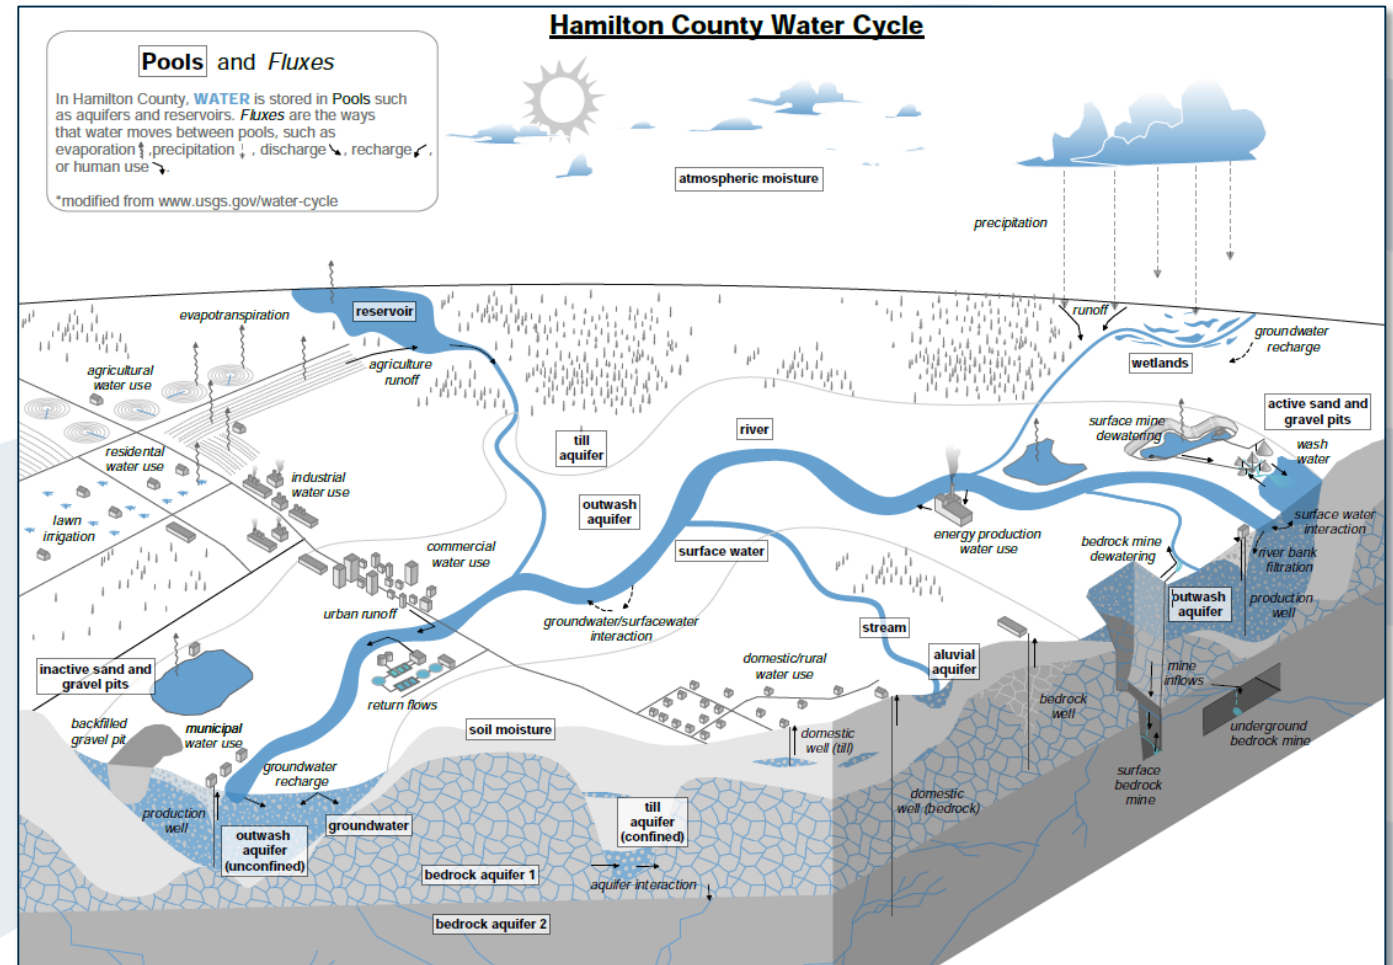 Hamilton County Water Cycle
Pools and Fluxes
In Hamilton County, WATER is stored in Pools such
as aquifers and reservoirs. Fluxes are the ways
that water moves between pools, such as
evaporation , precipitation , discharge , recharge ,
or human use .
*modified from www.usgs.gov/water-cycle
atmospheric moisture
precipitation
evapotranspiration
reservoir
runoff
groundwater
recharge
wetlands
agricultural
water use
agriculture
runoff
active sand and
gravel pits
surface mine
dewatering
wash
water
river
till
aquifer
residental
water use
industrial
water use
outwash
aquifer
lawn
irrigation
surface water
interaction
energy production
water use
bedrock mine
dewatering
river bank
filtration
commercial
water use
surface water
outwash
aquifer
production
well
urban runoff
groundwater/surfacewater
interaction
stream
aluvial
aquifer
inactive sand and
gravel pits
domestic/rural
water use
mine
inflows
return flows
bedrock
well
backfilled
gravel pit
municipal
water use
soil moisture
domestic
well (till)
underground
bedrock mine
groundwater
recharge
surface
bedrock
mine
domestic
well (bedrock)
production
well
outwash
aquifer
(unconfined)
groundwater
till
aquifer
(confined)
bedrock aquifer 1
aquifer interaction
bedrock aquifer 2